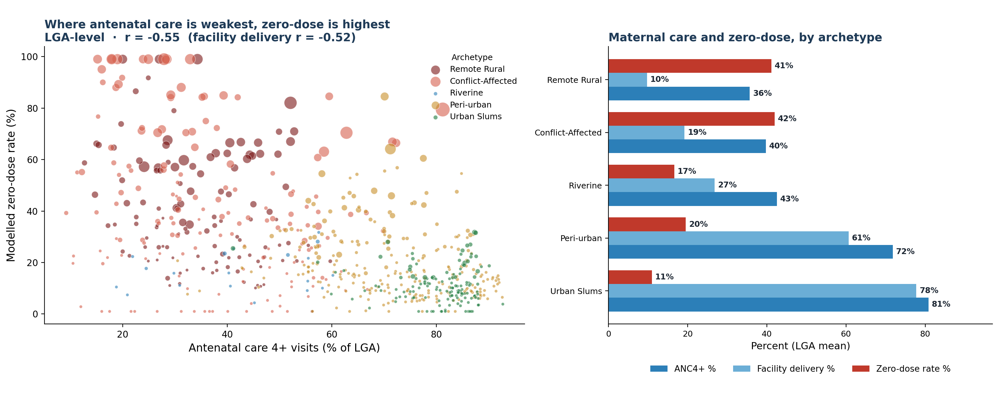 Where antenatal care is weakest, zero-dose is highest
LGA-level · r = -0.55 (facility delivery r = -0.52)
Modelled zero-dose rate (%)
100
80
60
40
20
0
20
40
60
80
Antenatal care 4+ visits (% of LGA)
Archetype
Remote Rural
Conflict-Affected
Riverine
Peri-urban
Urban Slums
Maternal care and zero-dose, by archetype
Remote Rural
41%
10%
36%
Conflict-Affected
42%
19%
40%
Riverine
17%
27%
43%
Peri-urban
20%
61%
72%
Urban Slums
11%
78%
81%
0
20
40
60
80
Percent (LGA mean)
ANC4+ %
Facility delivery %
Zero-dose rate %